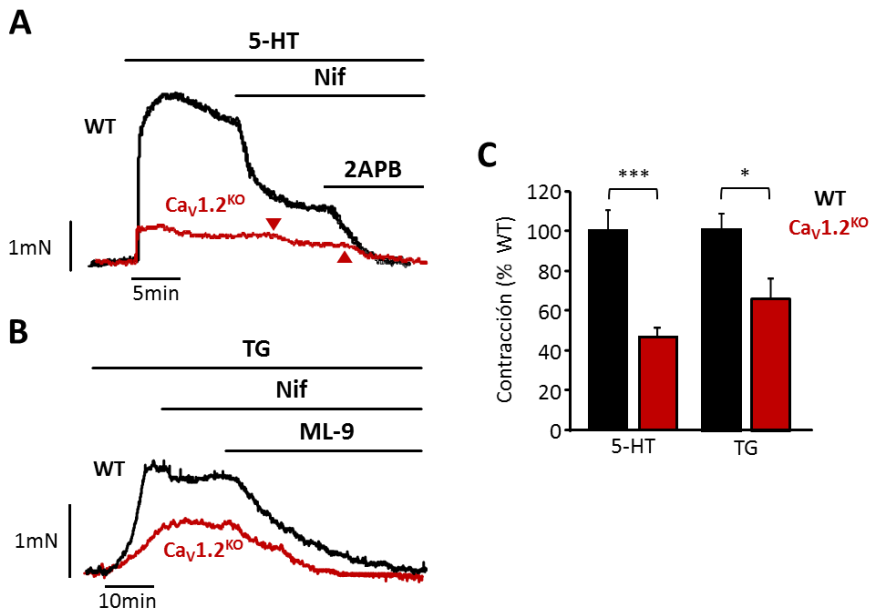 A
5-HT
Nif
WT
2APB
CaV1.2KO
1mN
5min
B
TG
Nif
ML-9
WT
CaV1.2KO
1mN
10min
C
*** *
WT
CaV1.2KO
Contracción (% WT)
120
100
80
60
40
20
0
5-HT TG